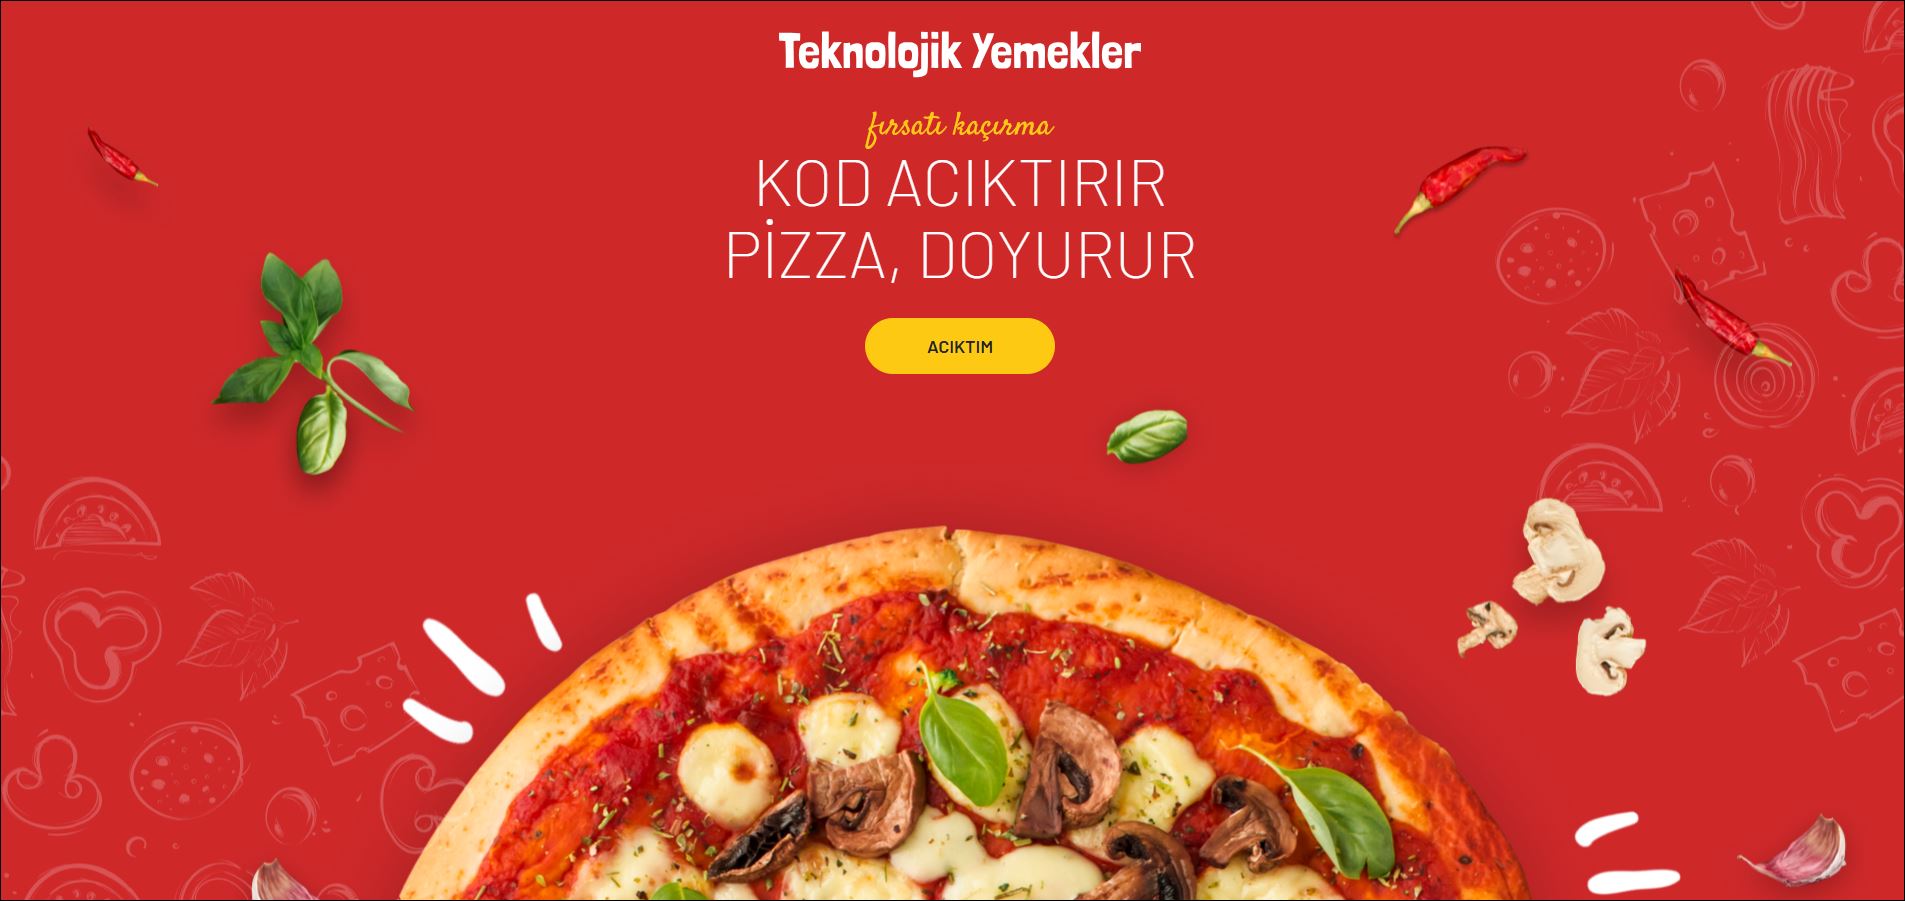 Teknolojik Yemekler
fırsatı kaçırma
KOD ACIKTIRIR
PİZZA, DOYURUR
ACIKTIM